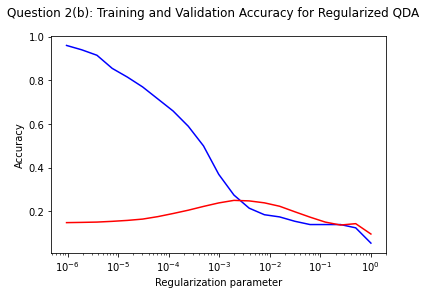 Question 2(b): Training and Validation Accuracy for Regularized QDA
1.0
0.8
0.6
0.4
0.2
Accuracy
10⁻⁶ 10⁻⁵ 10⁻⁴ 10⁻³ 10⁻² 10⁻¹ 10⁰
Regularization parameter